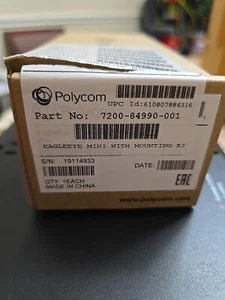 Polycom
UPC Id:610807884316
Part No: 7200-84990-001
EAGLEEYE MINI WITH MOUNTING KI
S/N: 19114933
DATE:
QTY: 1EACH
MADE IN CHINA
EAC
www.polycom.com